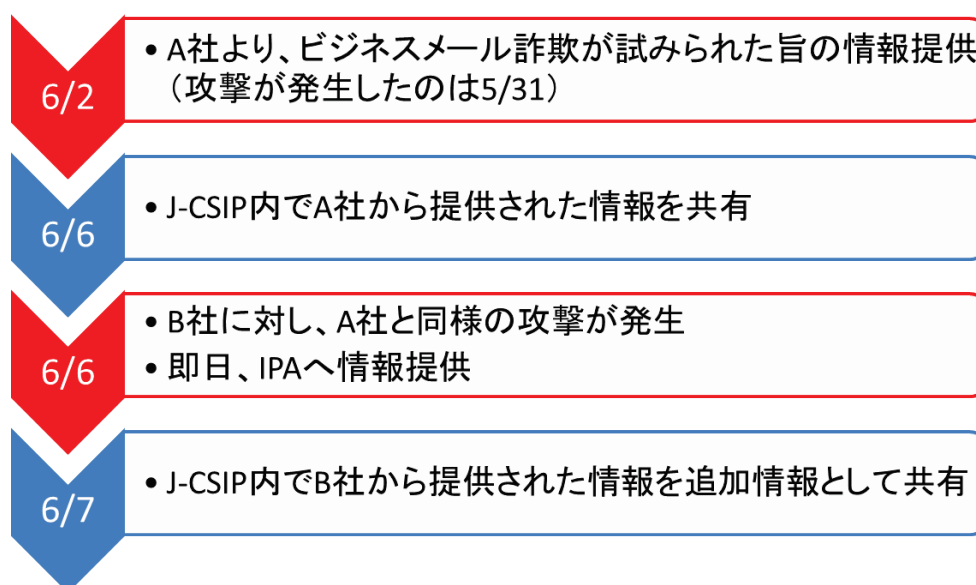 6/2
• A社より、ビジネスメール詐欺が試みられた旨の情報提供
（攻撃が発生したのは5/31）
6/6
• J-CSIP内でA社から提供された情報を共有
6/6
• B社に対し、A社と同様の攻撃が発生
• 即日、IPAへ情報提供
6/7
• J-CSIP内でB社から提供された情報を追加情報として共有